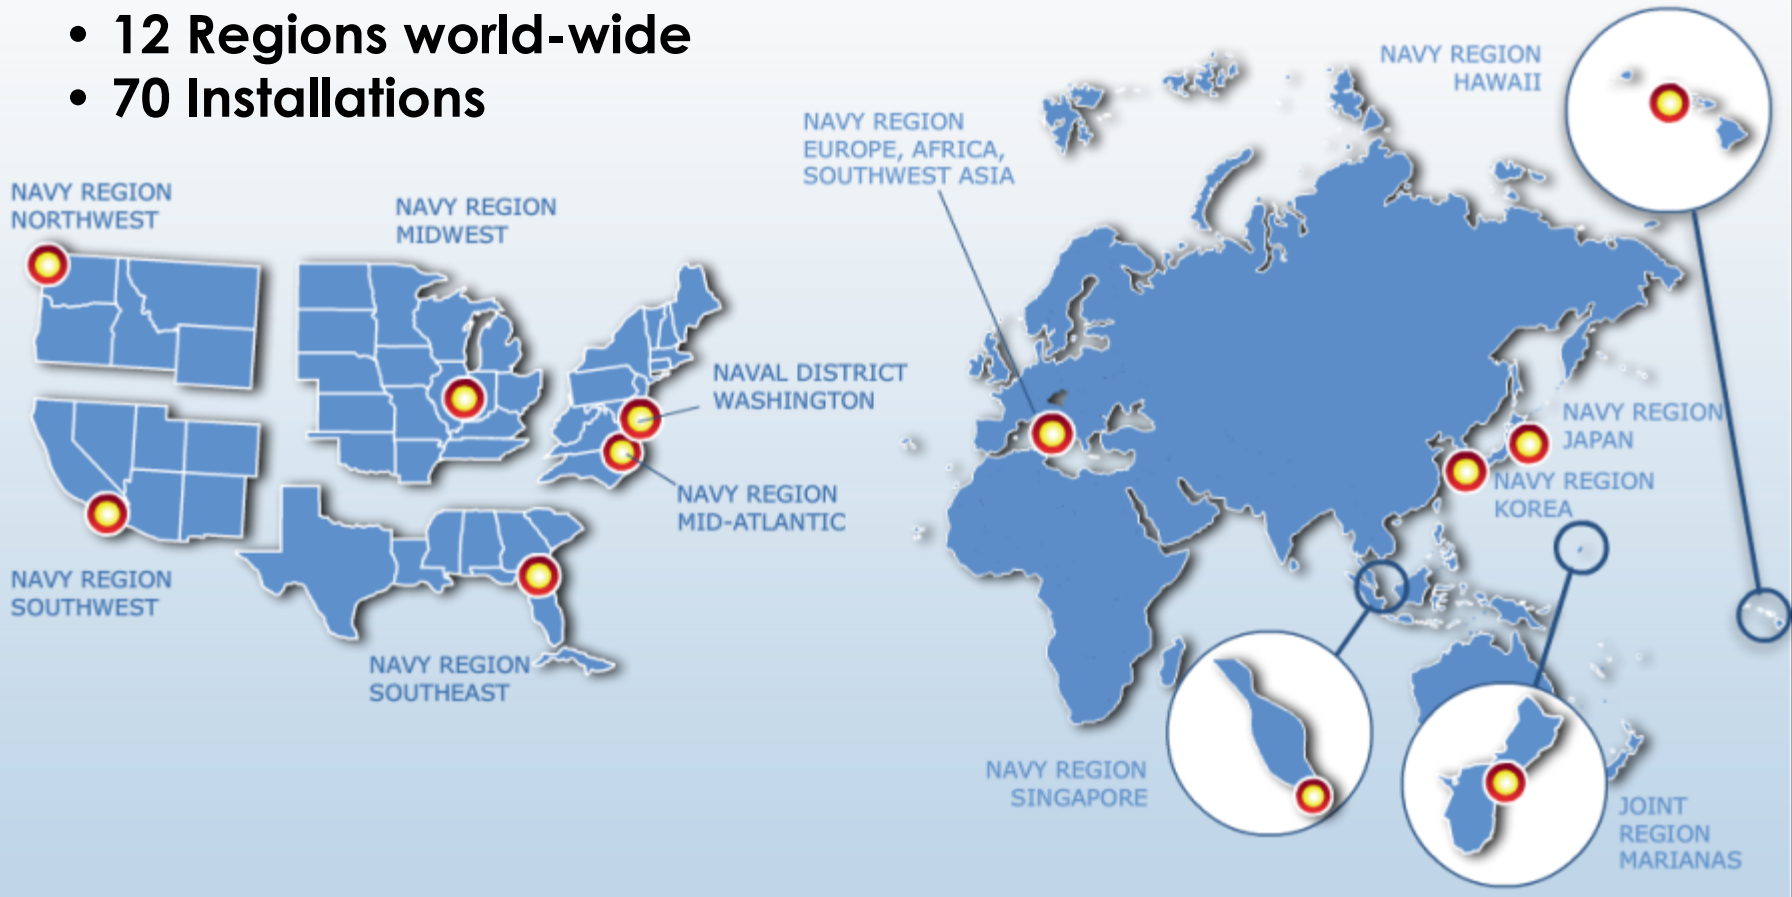 • 12 Regions world-wide
• 70 Installations
NAVY REGION
NORTHWEST
NAVY REGION
MIDWEST
NAVAL DISTRICT
WASHINGTON
NAVY REGION
MID-ATLANTIC
NAVY REGION
SOUTHWEST
NAVY REGION
SOUTHEAST
NAVY REGION
EUROPE, AFRICA,
SOUTHWEST ASIA
NAVY REGION
HAWAII
NAVY REGION
JAPAN
NAVY REGION
KOREA
NAVY REGION
SINGAPORE
JOINT
REGION
MARIANAS